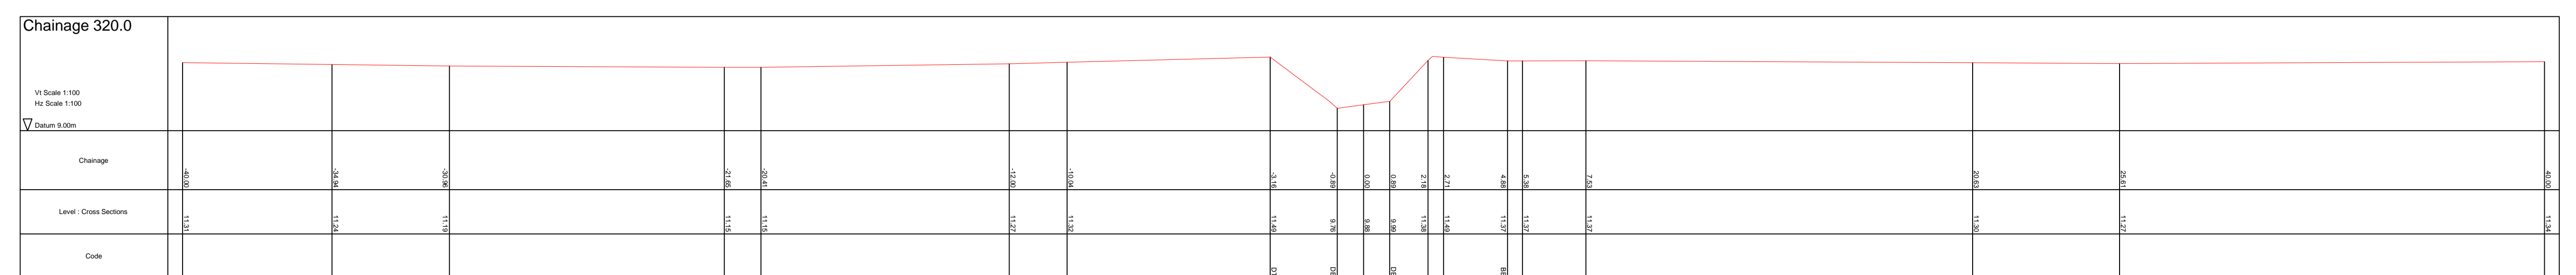 Chainage 320.0
Vt Scale 1:100
Hz Scale 1:100
Datum 9.00m
Chainage
-40.00 -34.94 -30.96 -21.65 -20.41 -12.00 -10.04 -3.16 -0.89 0.00 0.89 2.18 2.71 4.88 5.38 7.53 20.63 25.61 40.00
Level : Cross Sections
11.31 11.24 11.19 11.15 11.15 11.27 11.32 11.49 9.76 9.88 9.99 11.38 11.49 11.37 11.37 11.37 11.30 11.27 11.34
Code